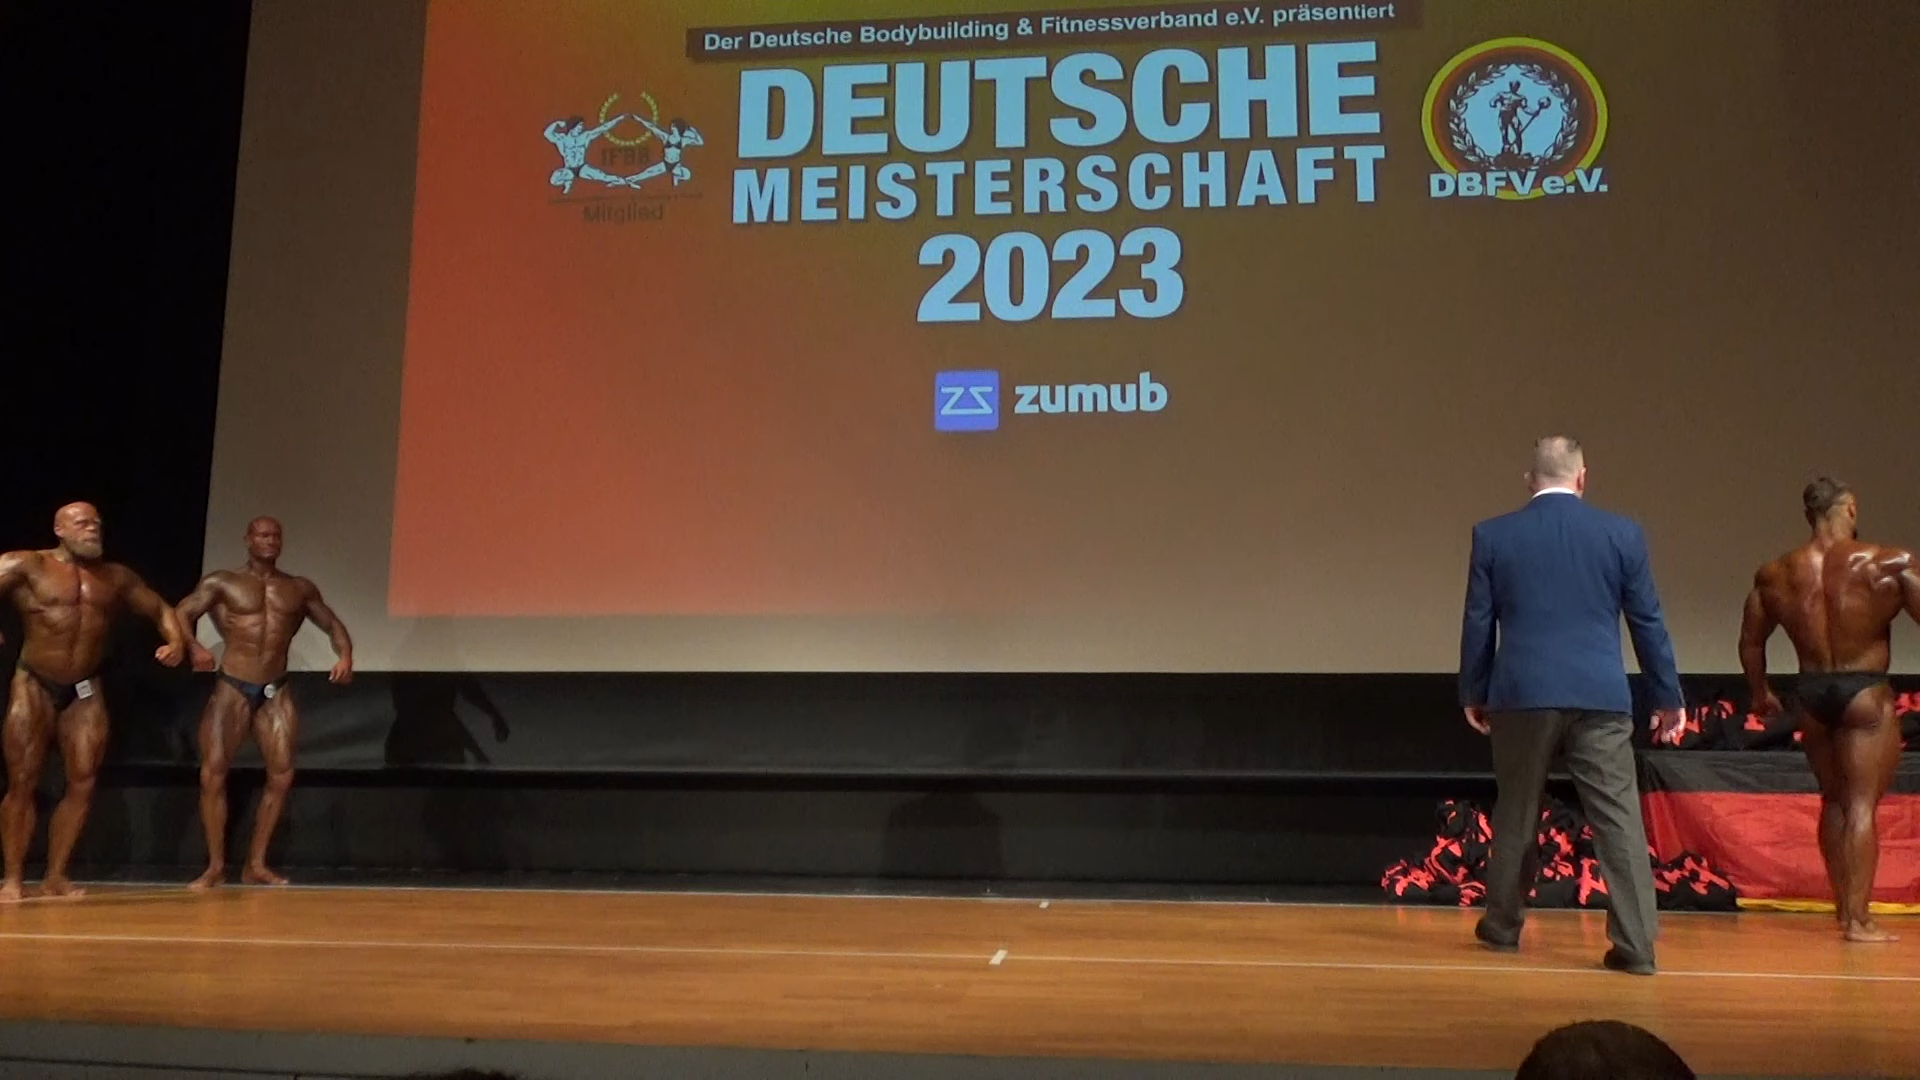 Der Deutsche Bodybuilding & Fitnessverband e.V. präsentiert
DEUTSCHE
MEISTERSCHAFT
2023
IFBB
Mitglied
DBFV e.V.
zumub